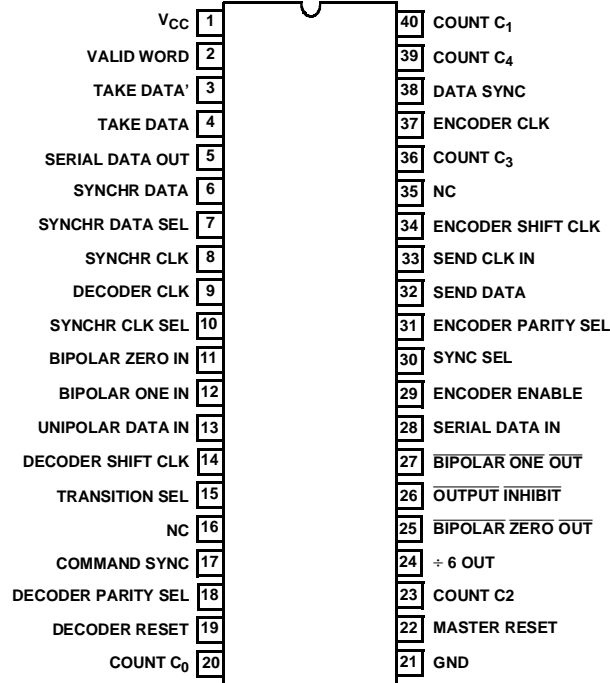 V_CC 1 40 COUNT C_1
VALID WORD 2 39 COUNT C_4
TAKE DATA’ 3 38 DATA SYNC
TAKE DATA 4 37 ENCODER CLK
SERIAL DATA OUT 5 36 COUNT C_3
SYNCHR DATA 6 35 NC
SYNCHR DATA SEL 7 34 ENCODER SHIFT CLK
SYNCHR CLK 8 33 SEND CLK IN
DECODER CLK 9 32 SEND DATA
SYNCHR CLK SEL 10 31 ENCODER PARITY SEL
BIPOLAR ZERO IN 11 30 SYNC SEL
BIPOLAR ONE IN 12 29 ENCODER ENABLE
UNIPOLAR DATA IN 13 28 SERIAL DATA IN
DECODER SHIFT CLK 14 27 BIPOLAR ONE OUT
TRANSITION SEL 15 26 OUTPUT INHIBIT
NC 16 25 BIPOLAR ZERO OUT
COMMAND SYNC 17 24 ÷ 6 OUT
DECODER PARITY SEL 18 23 COUNT C2
DECODER RESET 19 22 MASTER RESET
COUNT C_0 20 21 GND